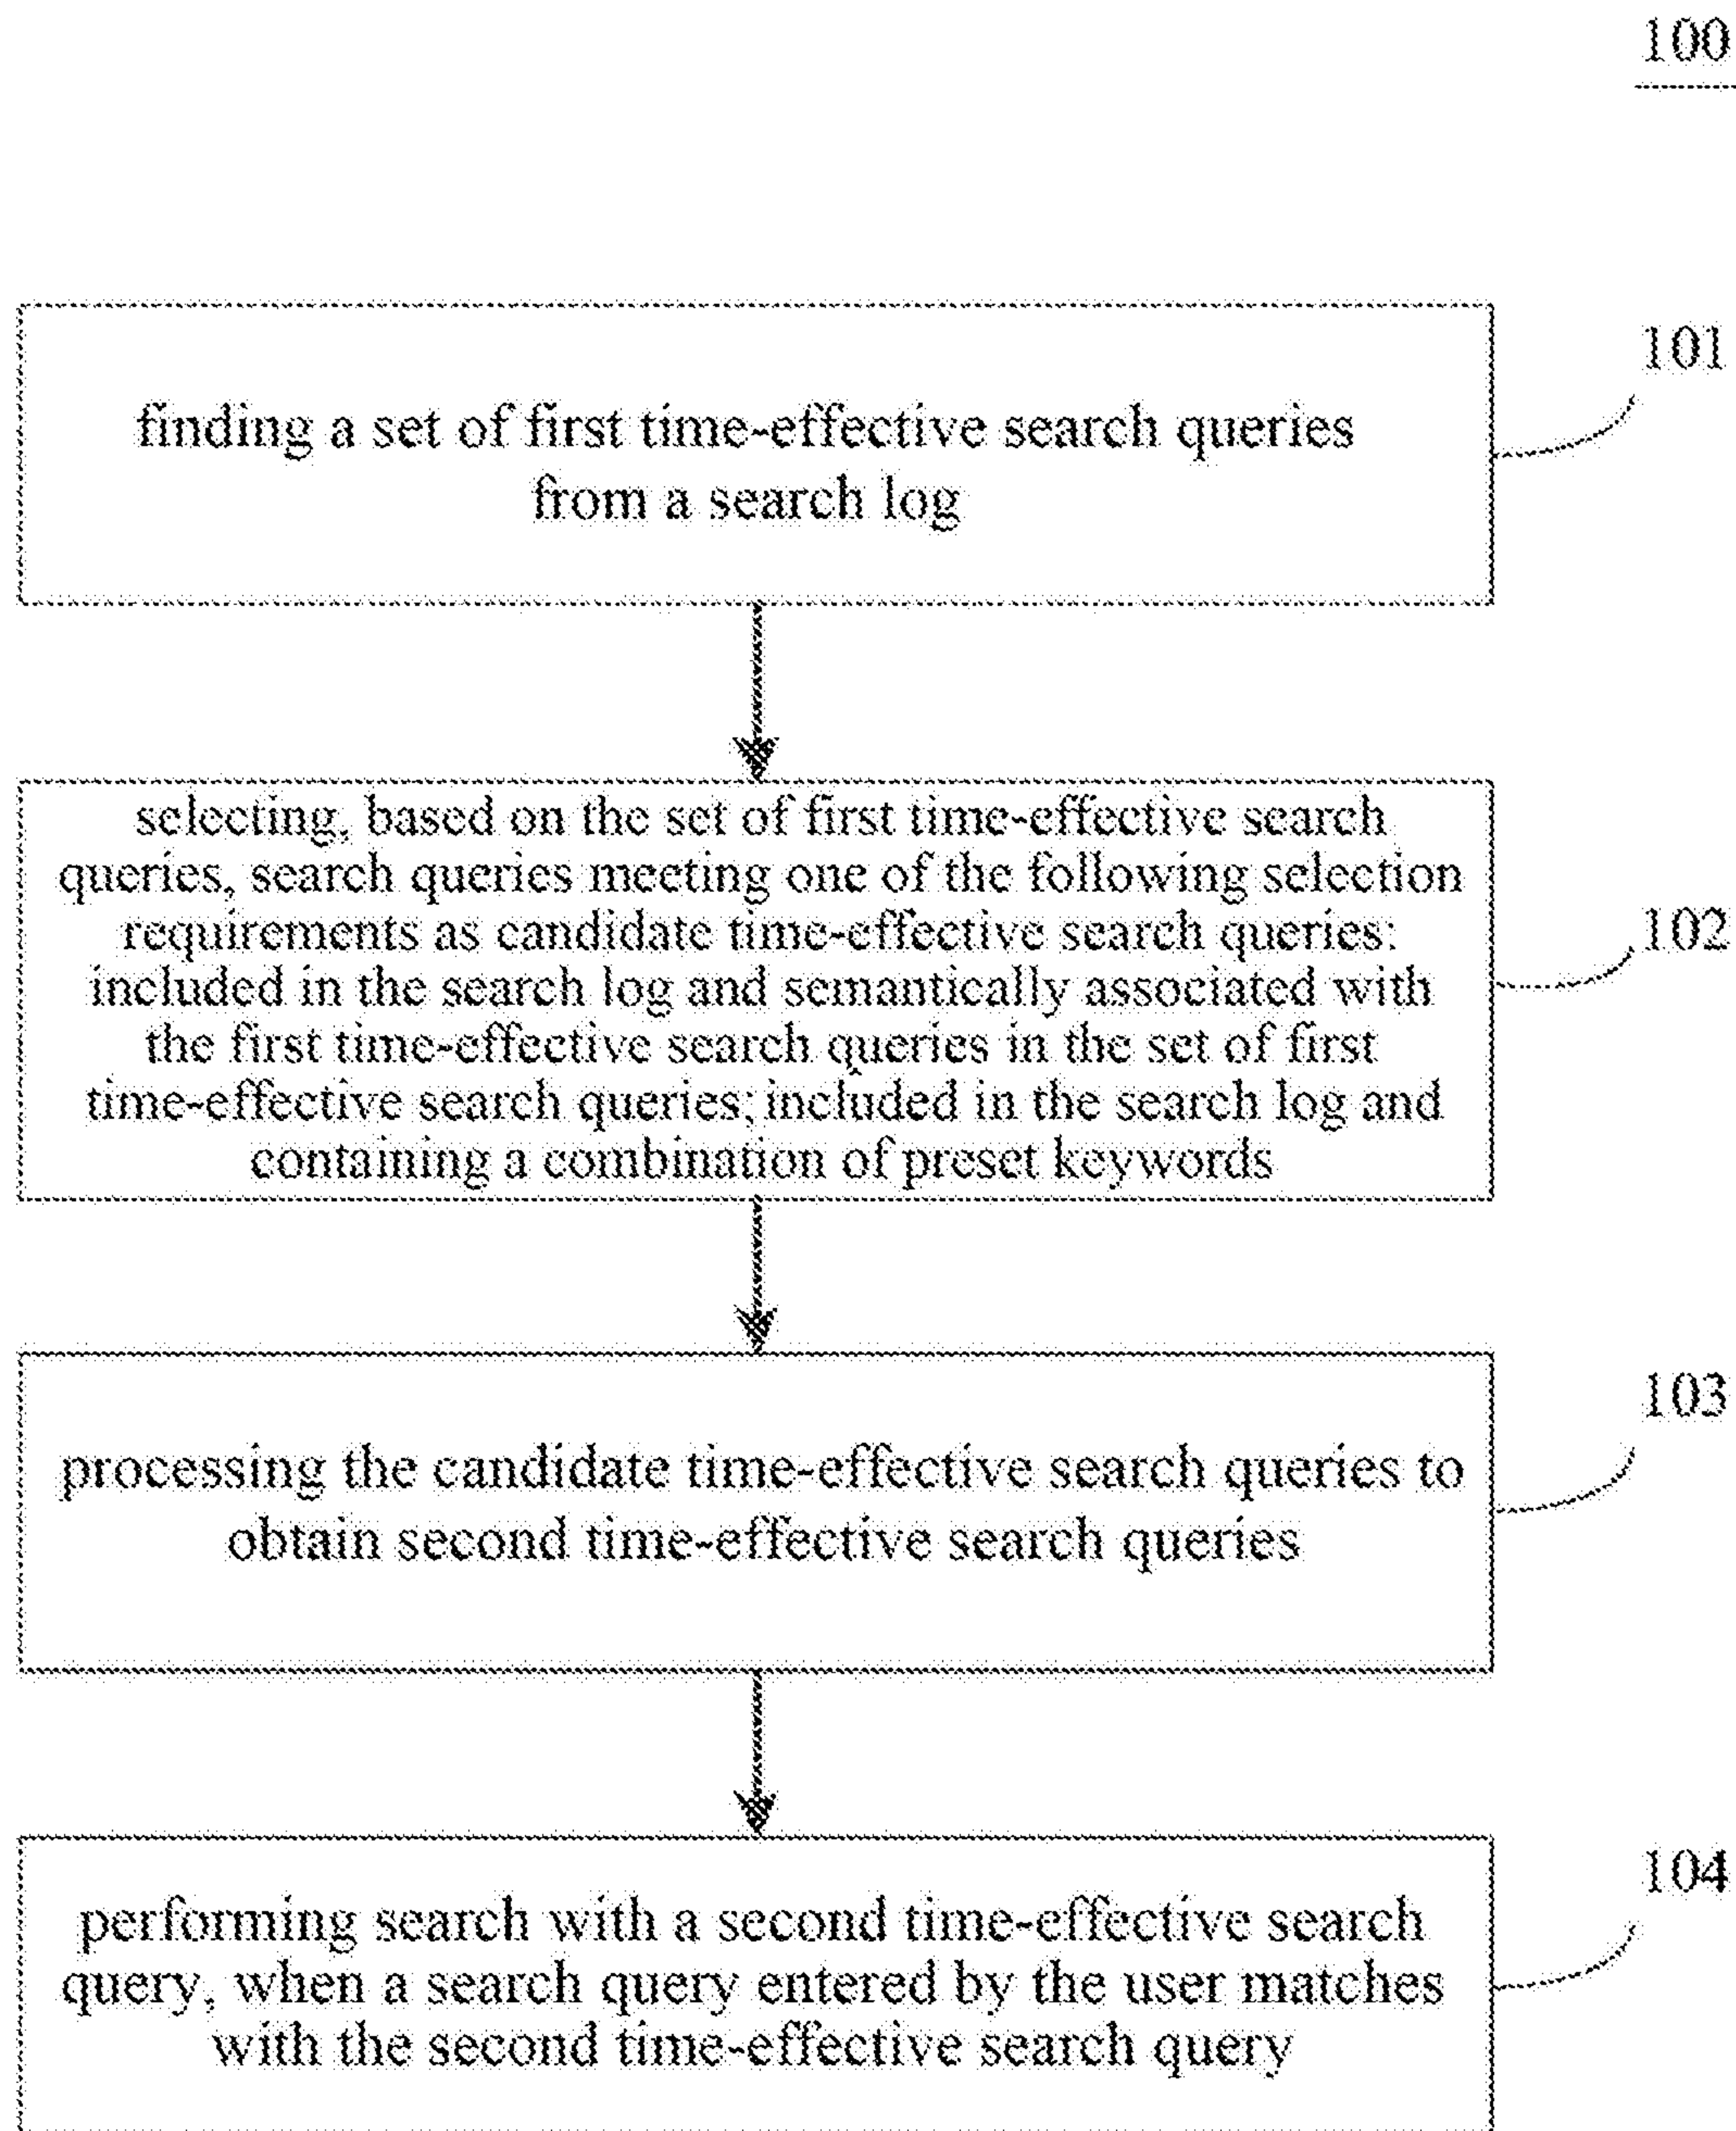 100
101
finding a set of first time-effective search queries
from a search log
selecting, based on the set of first time-effective search
queries, search queries meeting one of the following selection
requirements as candidate time-effective search queries:
102
included in the search log and semantically associated with
the first time-effective search queries in the set of first
time-effective search queries; included in the search log and
containing a combination of preset keywords
103
processing the candidate time-effective search queries to
obtain second time-effective search queries
104
performing search with a second time-effective search
query, when a search query entered by the user matches
with the second time-effective search query